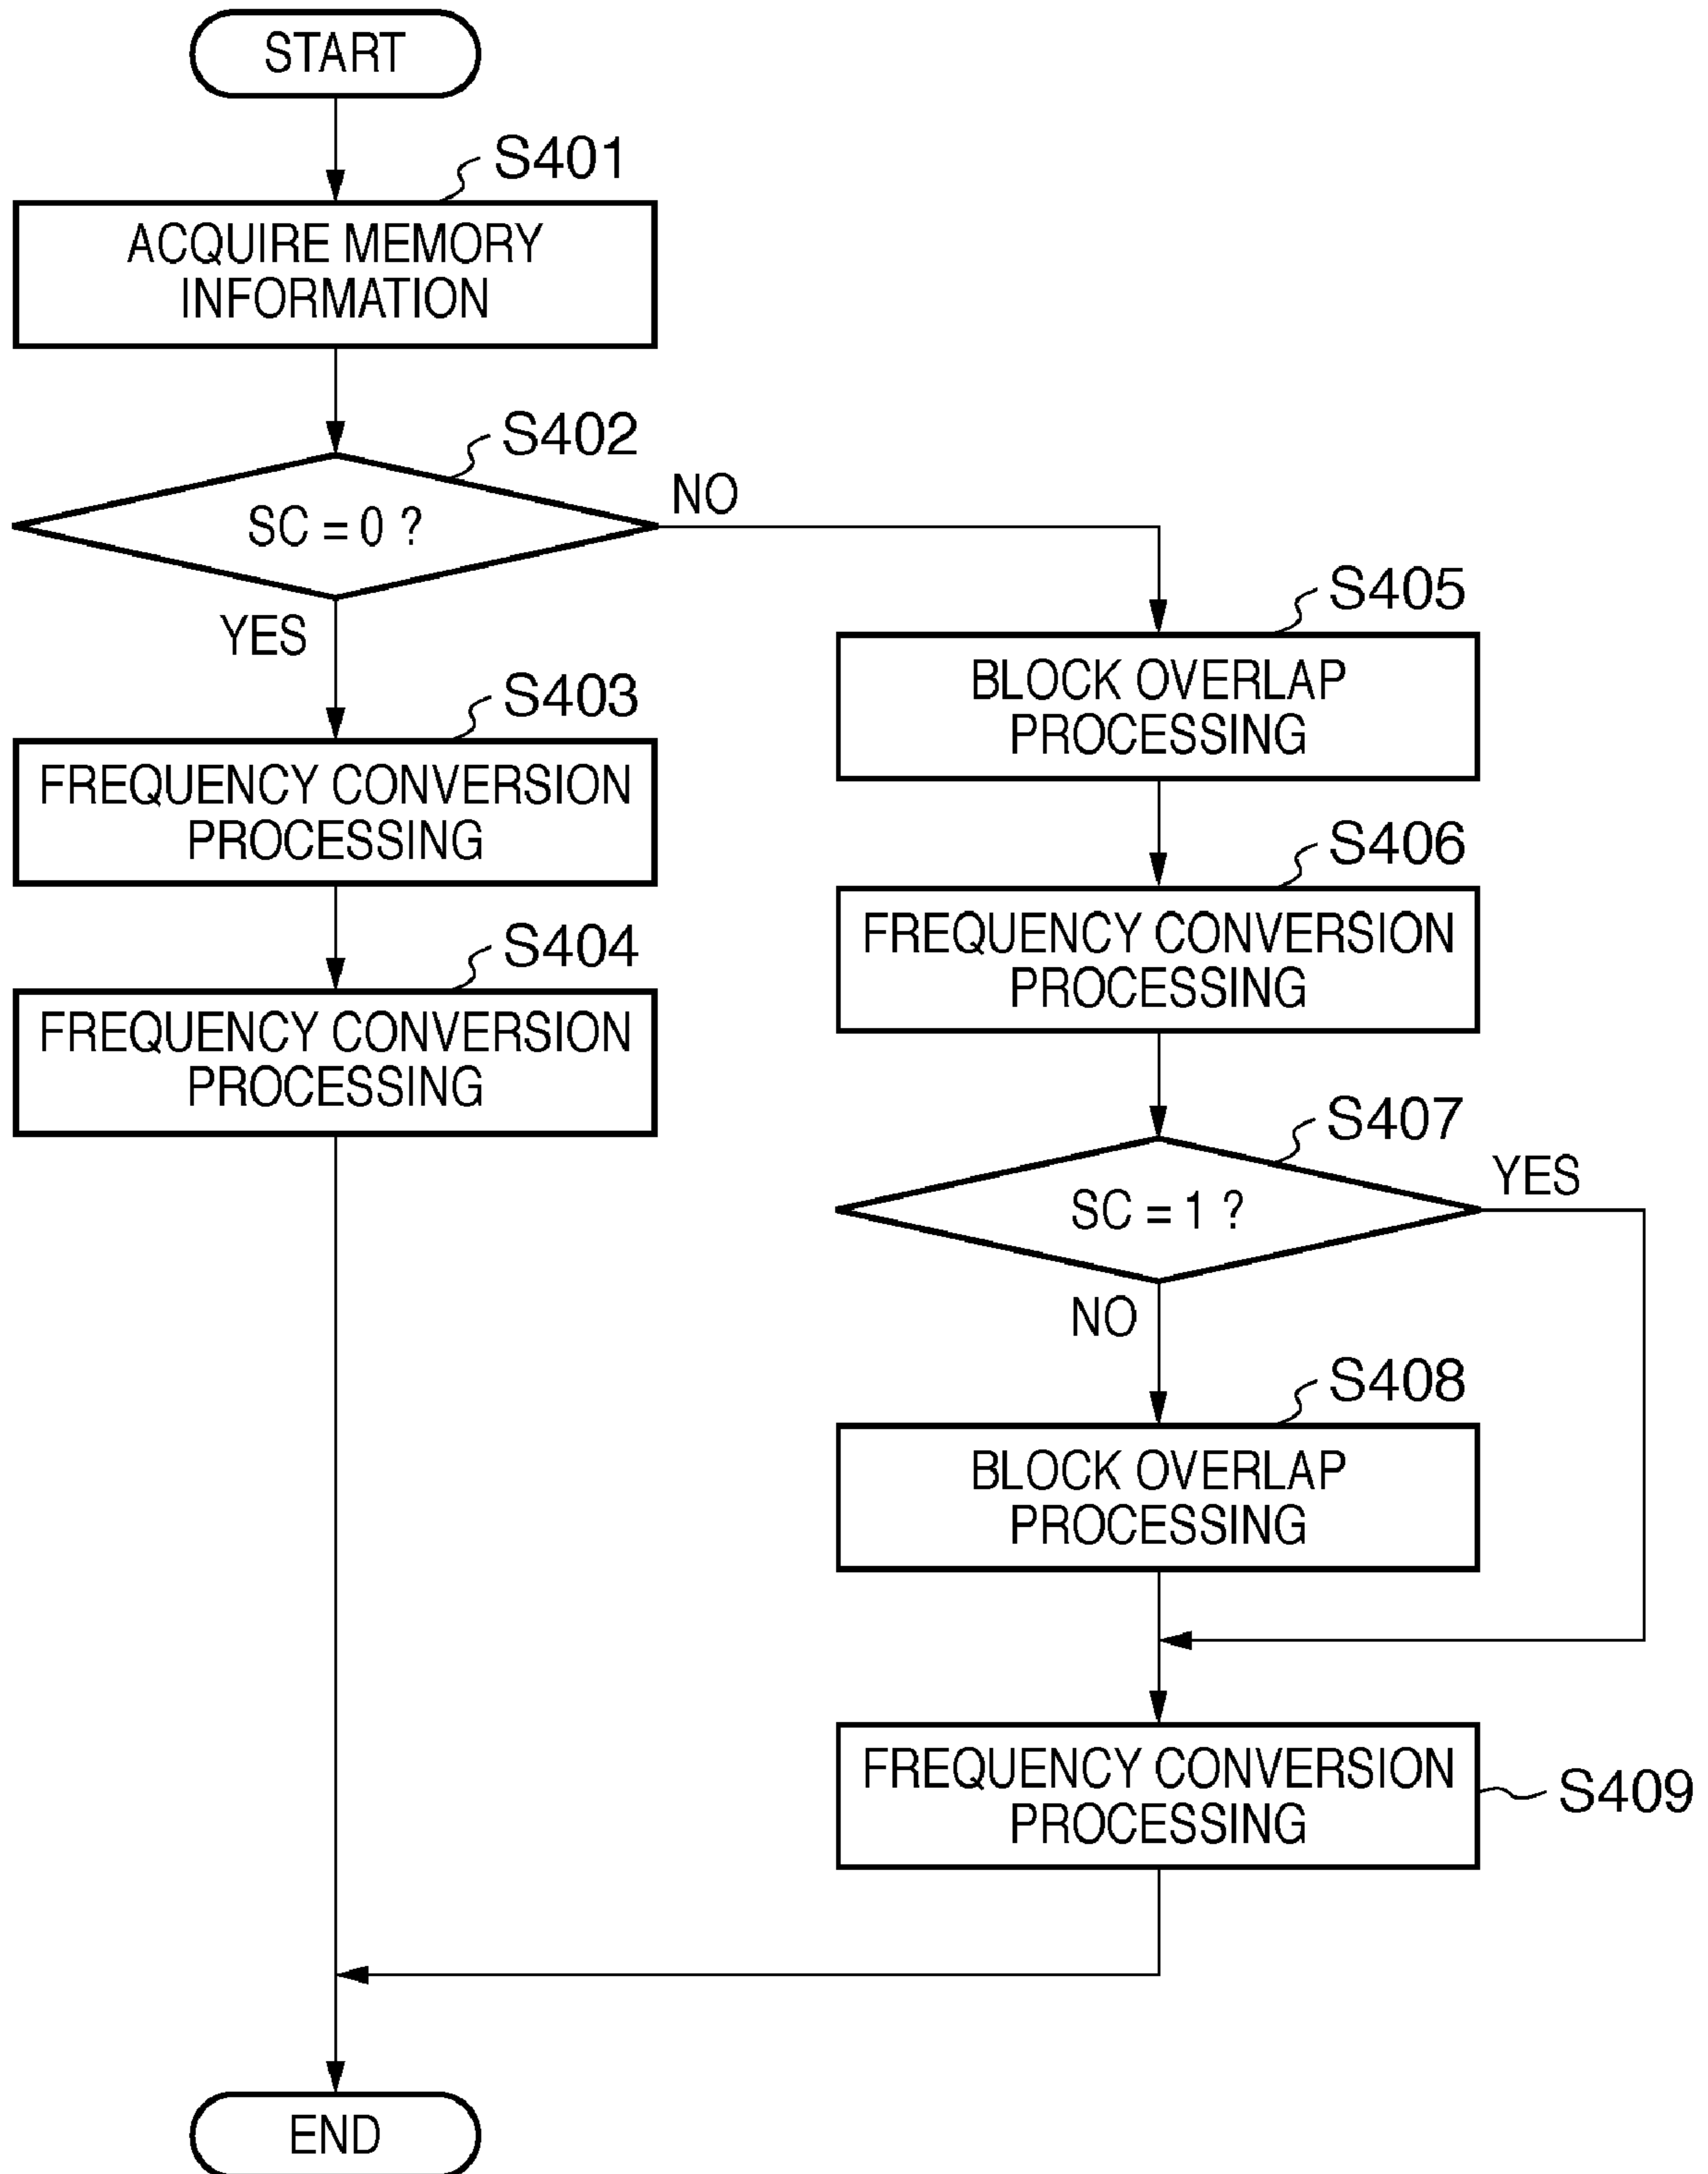 START
S401
ACQUIRE MEMORY
INFORMATION
S402
SC = 0 ?
NO
YES
S403
FREQUENCY CONVERSION
PROCESSING
S404
FREQUENCY CONVERSION
PROCESSING
S405
BLOCK OVERLAP
PROCESSING
S406
FREQUENCY CONVERSION
PROCESSING
S407
SC = 1 ?
YES
NO
S408
BLOCK OVERLAP
PROCESSING
FREQUENCY CONVERSION
PROCESSING
S409
END